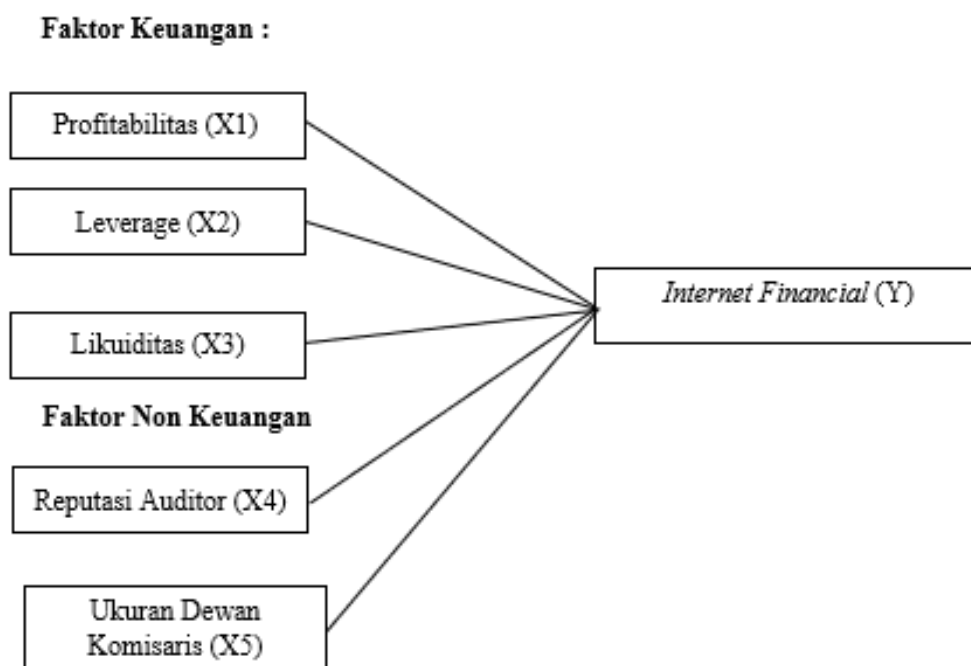 Faktor Keuangan :
Profitabilitas (X1)
Leverage (X2)
Internet Financial (Y)
Likuiditas (X3)
Faktor Non Keuangan
Reputasi Auditor (X4)
Ukuran Dewan
Komisaris (X5)